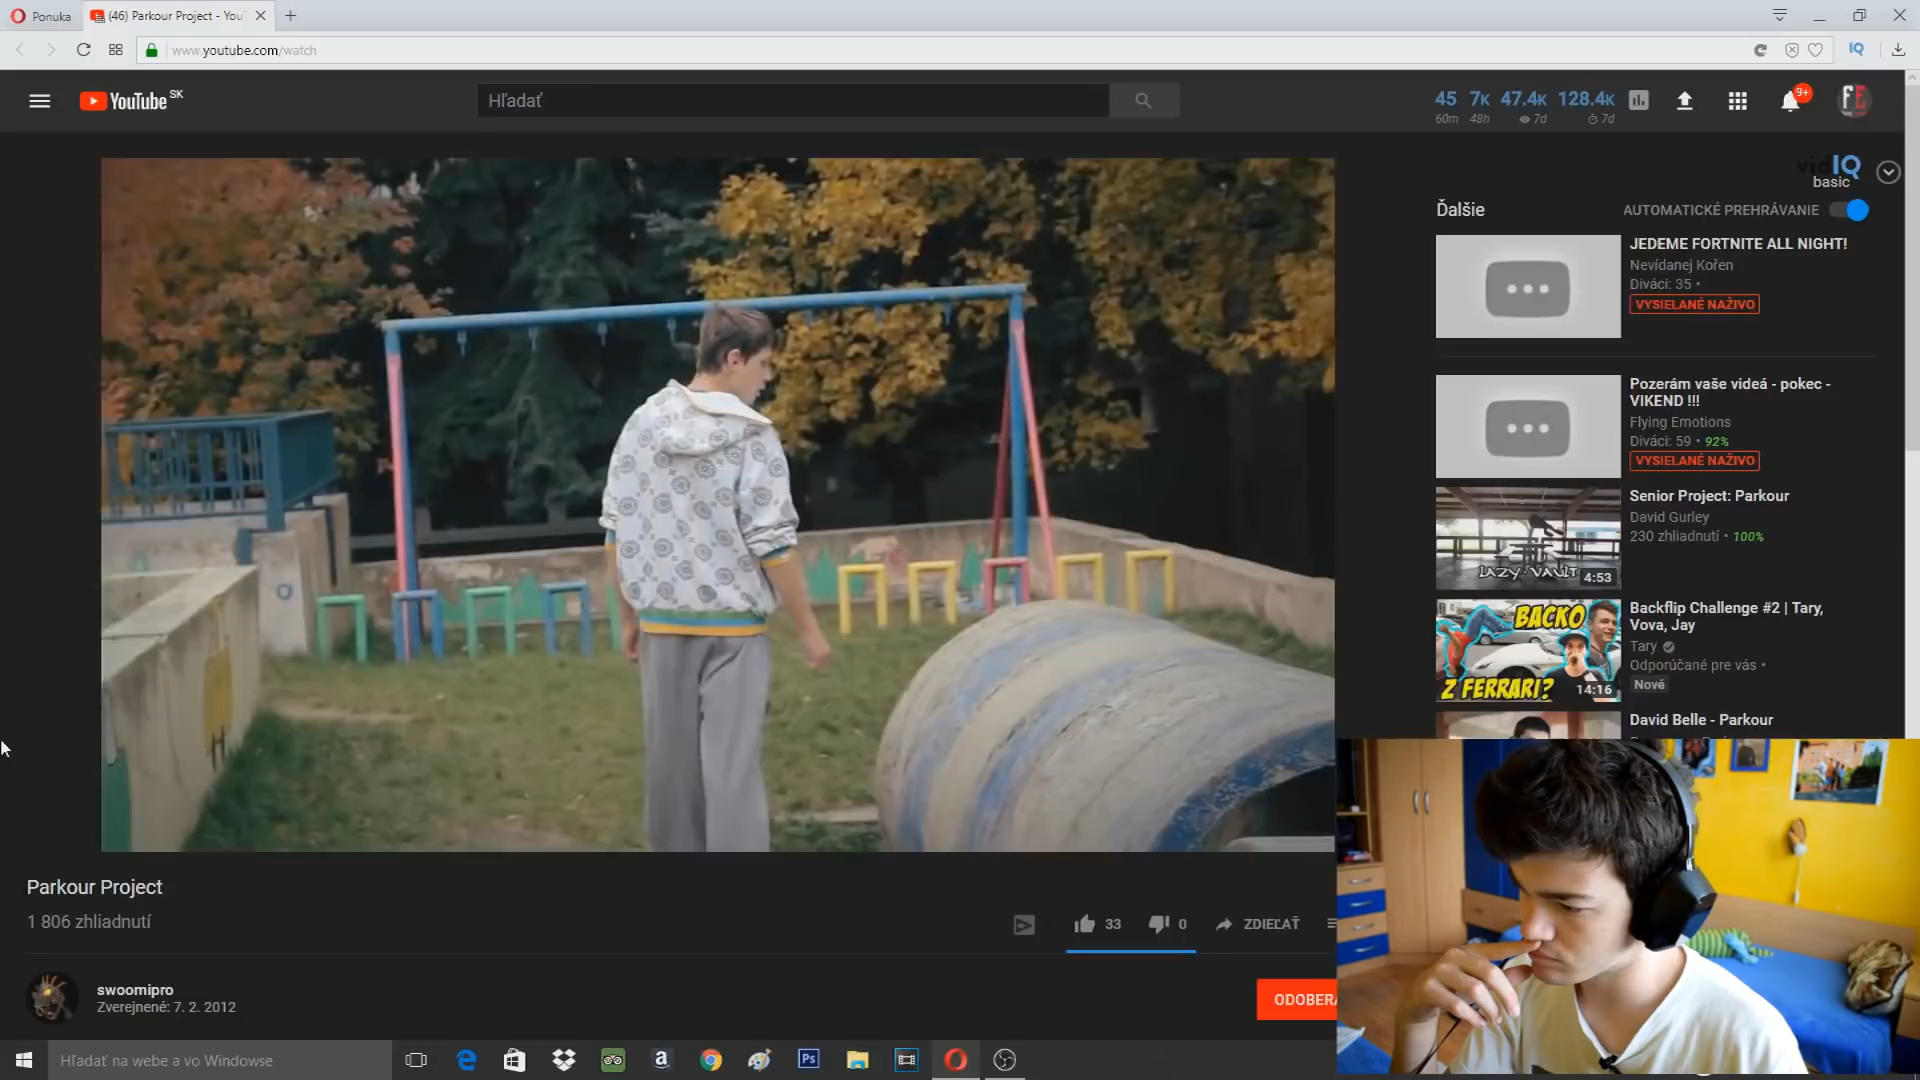 Ponuka
(46) Parkour Project - You
www.youtube.com/watch
IQ
YouTube SK
Hľadať
45 7K 47.4K 128.4K
60m 48h 7d 7d
9+
vidIQ
basic
Ďalšie
AUTOMATICKÉ PREHRÁVANIE
JEDEME FORTNITE ALL NIGHT!
Nevídanej Kořen
Diváci: 35 •
VYSIELANÉ NAŽIVO
Pozerám vaše videá - pokec -
VIKEND !!!
Flying Emotions
Diváci: 59 • 92%
VYSIELANÉ NAŽIVO
LAZY VAULT
4:53
Senior Project: Parkour
David Gurley
230 zhliadnutí • 100%
BACKO
Z FERRARI?
14:16
Backflip Challenge #2 | Tary,
Vova, Jay
Tary
Odporúčané pre vás •
Nové
David Belle - Parkour
Parkour Project
1 806 zhliadnutí
33
0
ZDIEĽAŤ
swoomipro
Zverejnené: 7. 2. 2012
ODOBERA
Hľadať na webe a vo Windowse
Ps